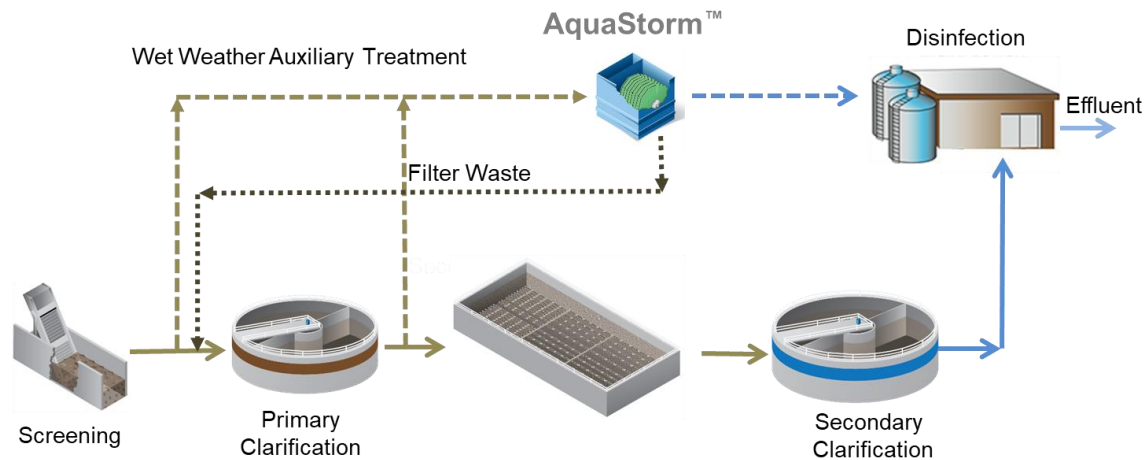 AquaStorm™
Wet Weather Auxiliary Treatment
Disinfection
Effluent
Filter Waste
Screening
Primary
Clarification
Secondary
Clarification